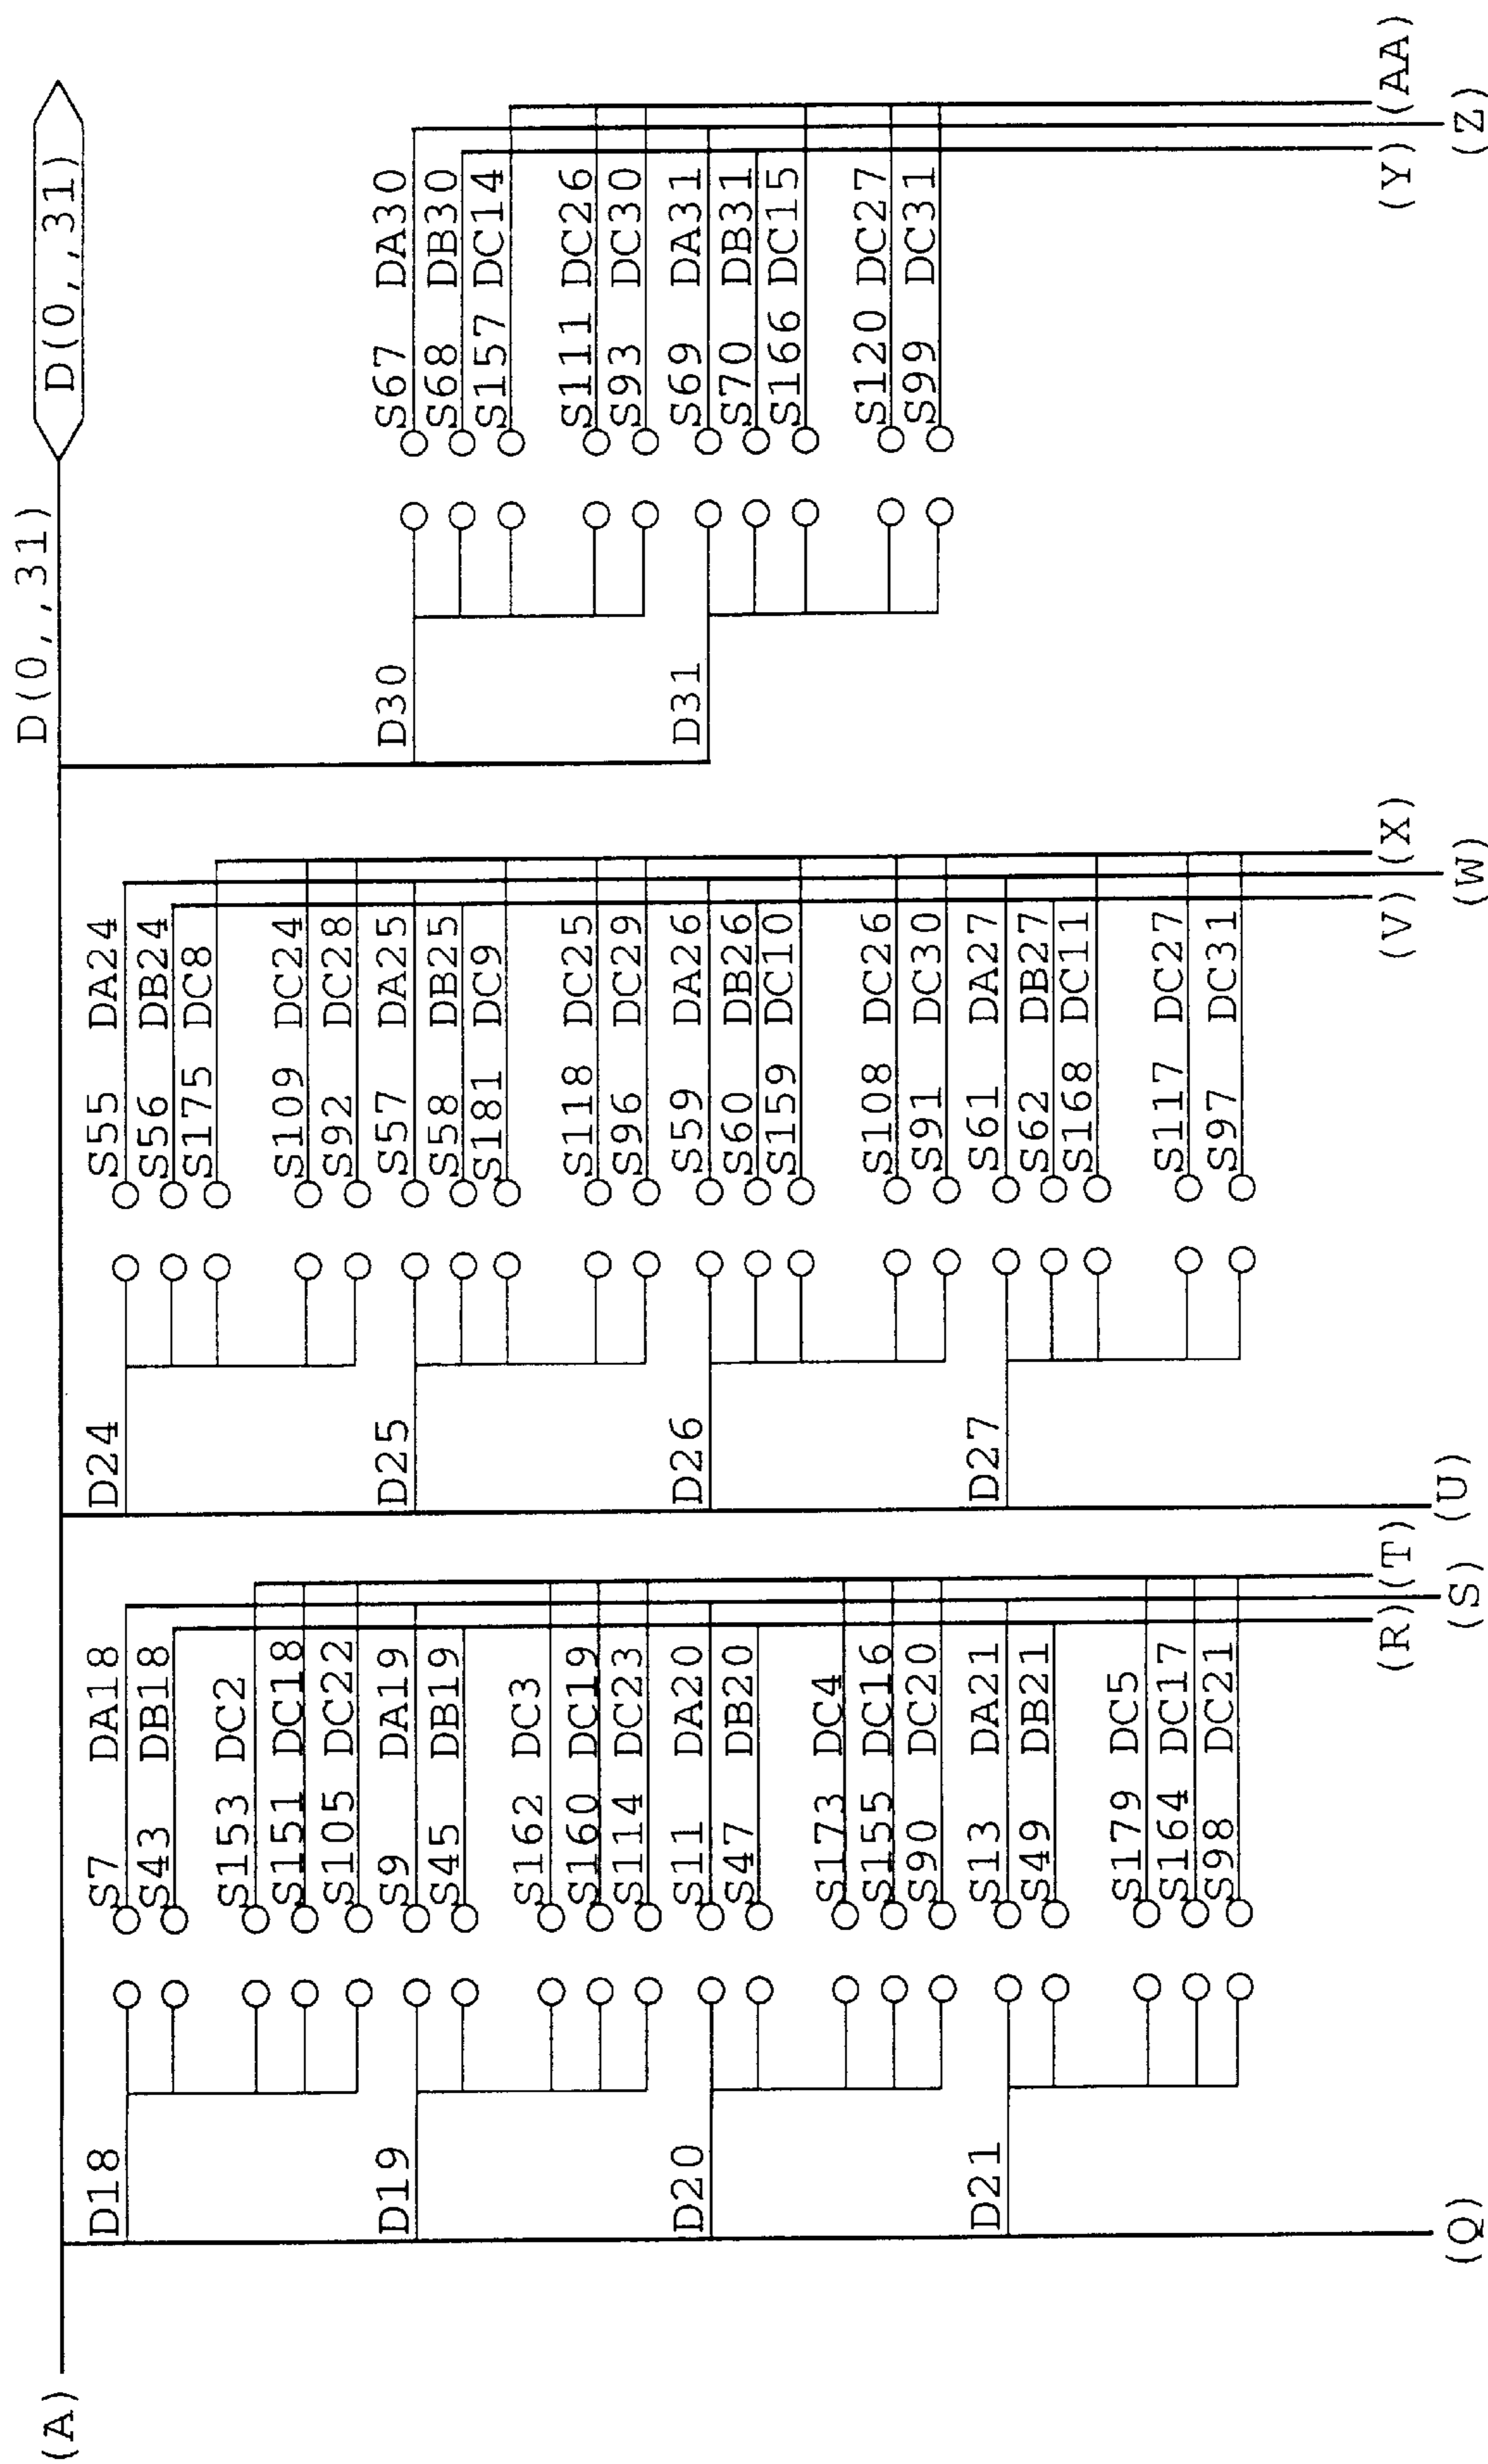 (A)
D(0,,31)
D(0,,31)
D18
S7 DA18
S43 DB18
S153 DC2
S151 DC18
S105 DC22
D19
S9 DA19
S45 DB19
S162 DC3
S160 DC19
S114 DC23
D20
S11 DA20
S47 DB20
S173 DC4
S155 DC16
S90 DC20
D21
S13 DA21
S49 DB21
S179 DC5
S164 DC17
S98 DC21
(Q)
(R)
(S)
(T)
D24
S55 DA24
S56 DB24
S175 DC8
S109 DC24
S92 DC28
D25
S57 DA25
S58 DB25
S181 DC9
S118 DC25
S96 DC29
D26
S59 DA26
S60 DB26
S159 DC10
S108 DC26
S91 DC30
D27
S61 DA27
S62 DB27
S168 DC11
S117 DC27
S97 DC31
(U)
(V)
(W)
(X)
D30
S67 DA30
S68 DB30
S157 DC14
S111 DC26
S93 DC30
D31
S69 DA31
S70 DB31
S166 DC15
S120 DC27
S99 DC31
(Y)
(Z)
(AA)